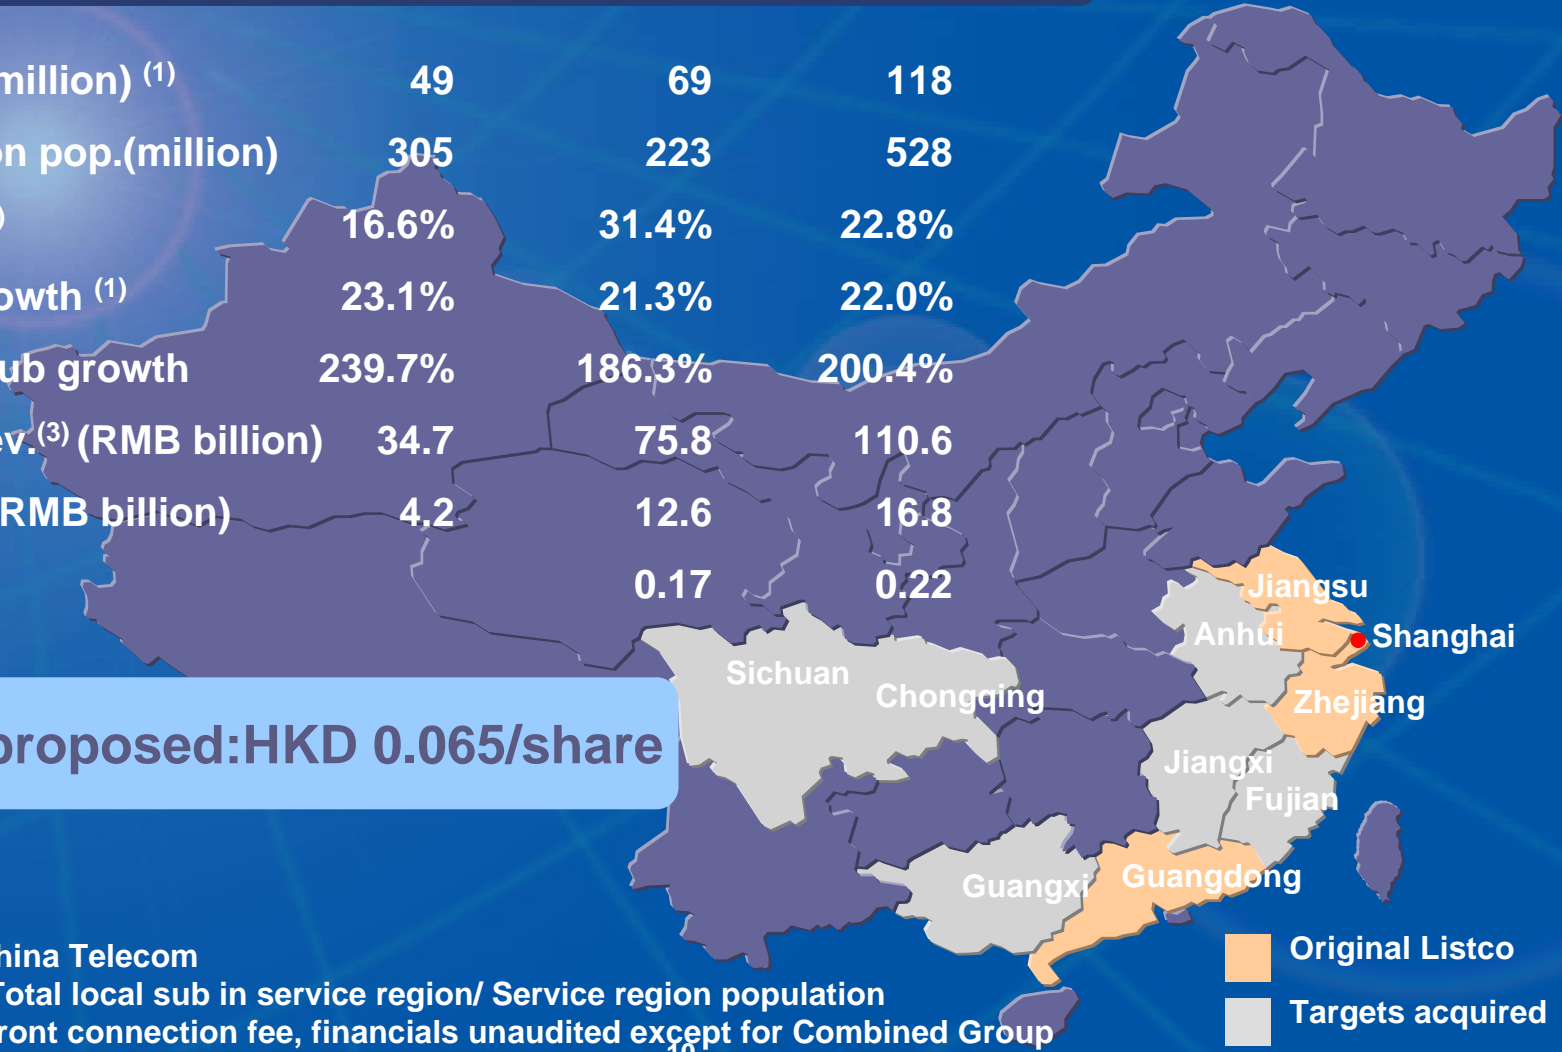 million) (1) 49 69 118
on pop.(million) 305 223 528
) 16.6% 31.4% 22.8%
owth (1) 23.1% 21.3% 22.0%
ub growth 239.7% 186.3% 200.4%
ev.(3) (RMB billion) 34.7 75.8 110.6
RMB billion) 4.2 12.6 16.8
0.17 0.22
Jiangsu
Anhui
Shanghai
Sichuan
Chongqing
Zhejiang
proposed:HKD 0.065/share
Jiangxi
Fujian
Guangxi
Guangdong
hina Telecom
Total local sub in service region/ Service region population
front connection fee, financials unaudited except for Combined Group
Original Listco
Targets acquired